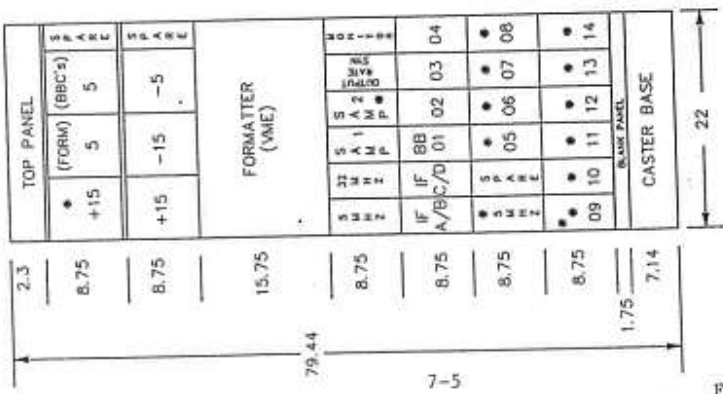 2.3
TOP PANEL
8.75
+15
(FORM) 5
(BBC's) 5
SPARE
8.75
+15
-15
-5
SPARE
15.75
FORMATTER
(VME)
8.75
5 MHZ
32 MHZ
SAMP 1
SAMP 2
OUTPUT
RATE
SYN
MONITOR
8.75
IF A/B
IF C/D
BB 01
02
03
04
8.75
5 MHZ
SPARE
05
06
07
08
8.75
09
10
11
12
13
14
1.75
BLANK PANEL
7.14
CASTER BASE
79.44
22
7-5